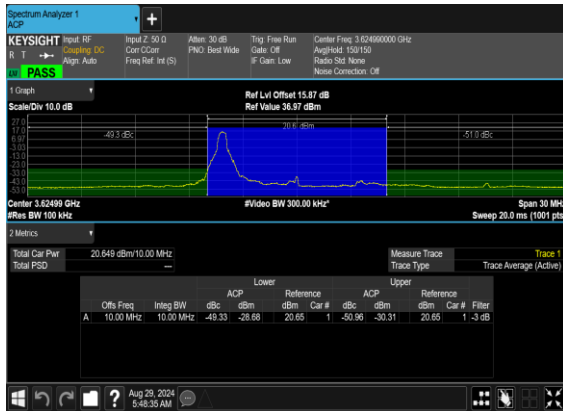 Spectrum Analyzer 1
ACP
KEYSIGHT Input: RF Input Z: 50 Ω Atten: 30 dB Trig: Free Run Center Freq: 3.624990000 GHz
R T Coupling: DC Corr CCorr PNO: Best Wide Gate: Off Avg|Hold: 150/150
Align: Auto Freq Ref: Int (S) IF Gain: Low Radio Std: None
LXI PASS Noise Correction: Off
1 Graph
Scale/Div 10.0 dB Ref Lvl Offset 15.87 dB
Ref Value 36.97 dBm
27.0
17.0
6.97
-3.03
-13.0
-23.0
-33.0
-43.0
-53.0
-49.3 dBc 20.6 dBm -51.0 dBc
Center 3.62499 GHz #Video BW 300.00 kHz* Span 30 MHz
#Res BW 100 kHz Sweep 20.0 ms (1001 pts)
2 Metrics
Total Car Pwr 20.649 dBm/10.00 MHz Measure Trace Trace 1
Total PSD --- Trace Type Trace Average (Active)
Lower Upper
ACP Reference ACP Reference
Offs Freq Integ BW dBc dBm dBm Car # dBc dBm dBm Car # Filter
A 10.00 MHz 10.00 MHz -49.33 -28.68 20.65 1 -50.96 -30.31 20.65 1 -3 dB
?
Aug 29, 2024
5:48:35 AM